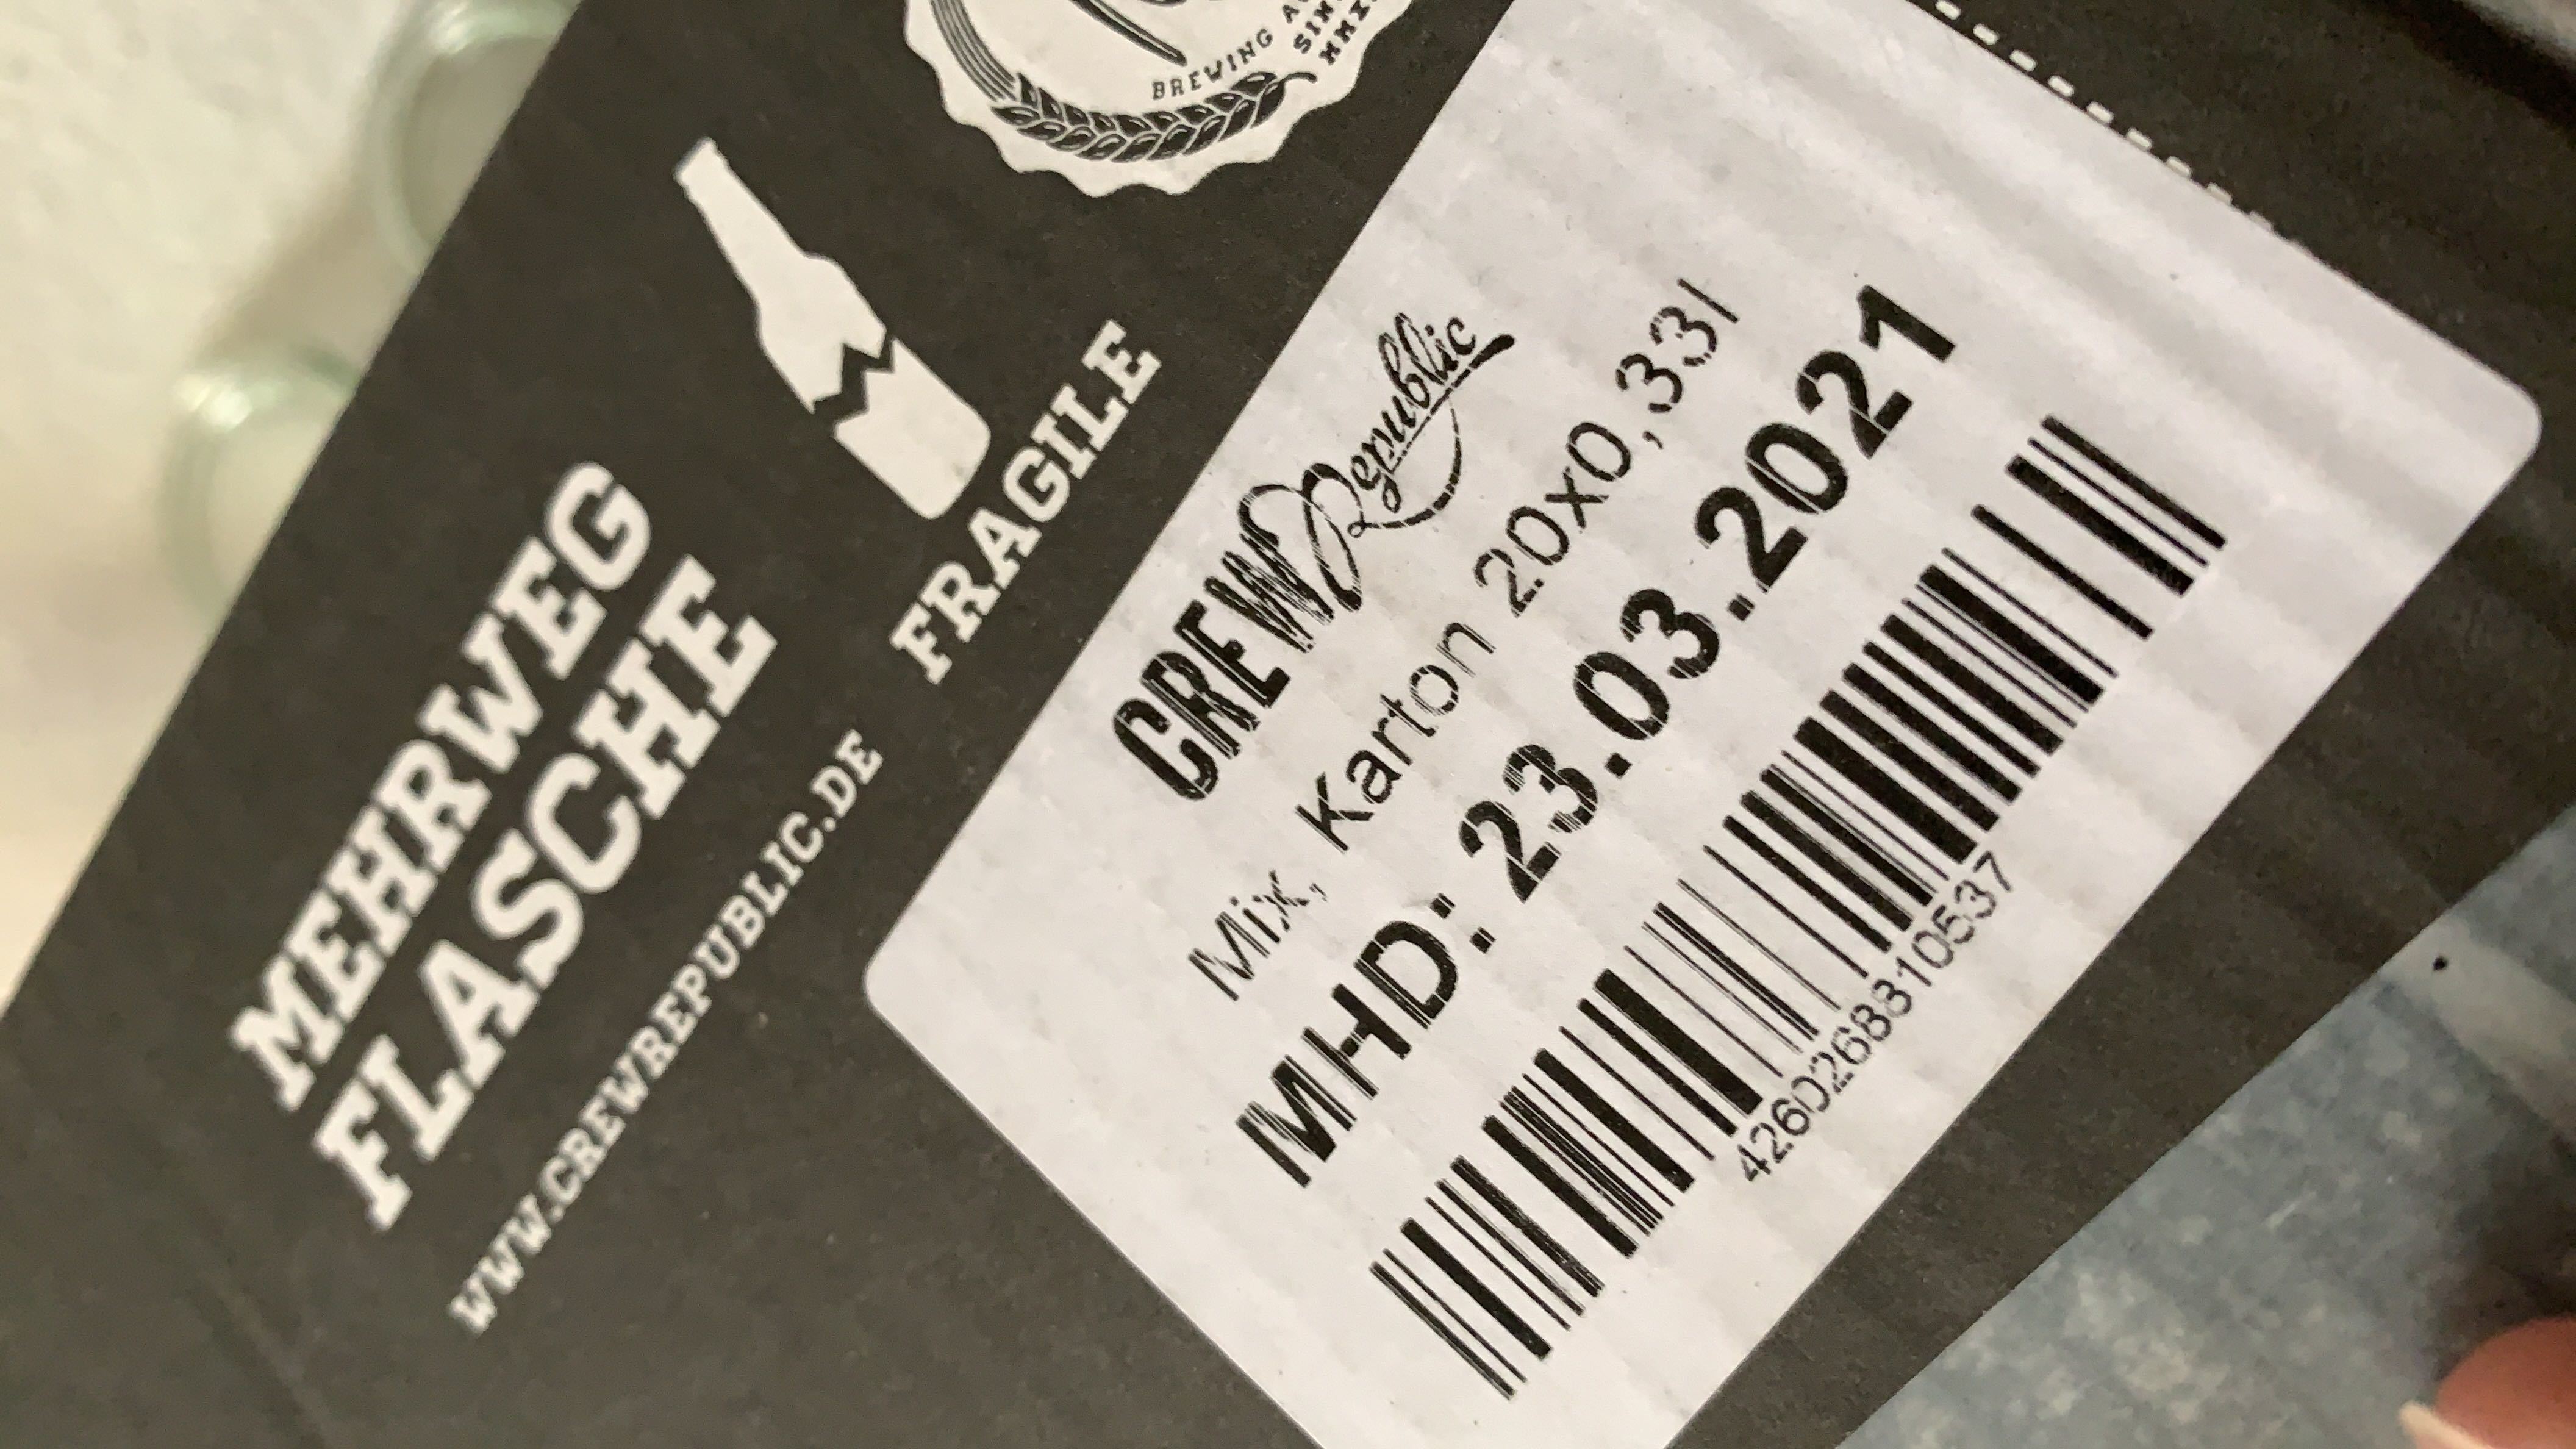 BREWING
MEHRWEG
FLASCHE
WWW.CREWREPUBLIC.DE
FRAGILE
CREW Republic
Mix, Karton 20x0,33l
MHD: 23.03.2021
4260268810537